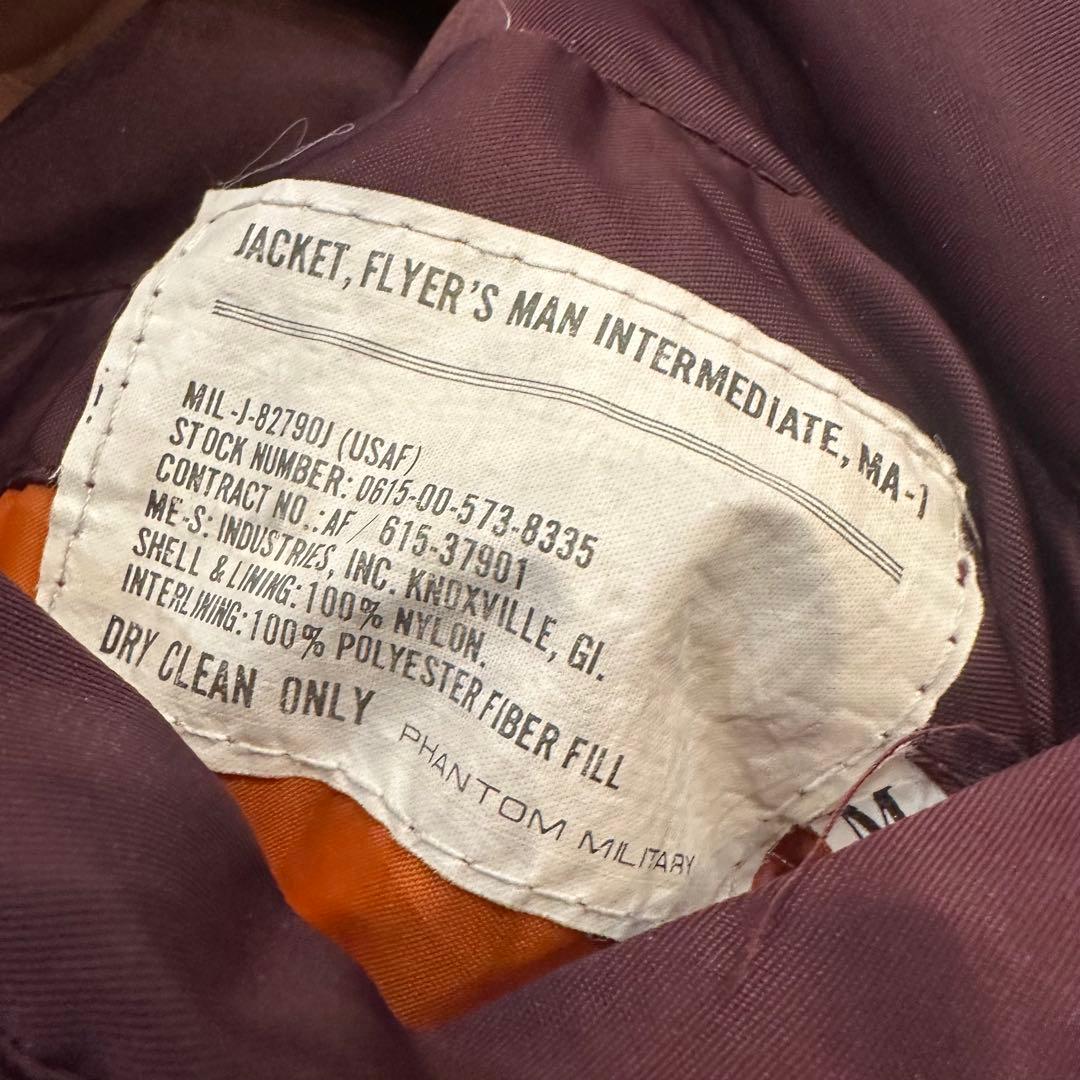 JACKET, FLYER'S MAN INTERMEDIATE, MA-1
MIL-J-82790J (USAF)
STOCK NUMBER: 0615-00-573-8335
CONTRACT NO.: AF / 615-37901
ME-S: INDUSTRIES, INC. KNOXVILLE, GI.
SHELL & LINING: 100% NYLON.
INTERLINING: 100% POLYESTER FIBER FILL
DRY CLEAN ONLY
PHANTOM MILITARY
M